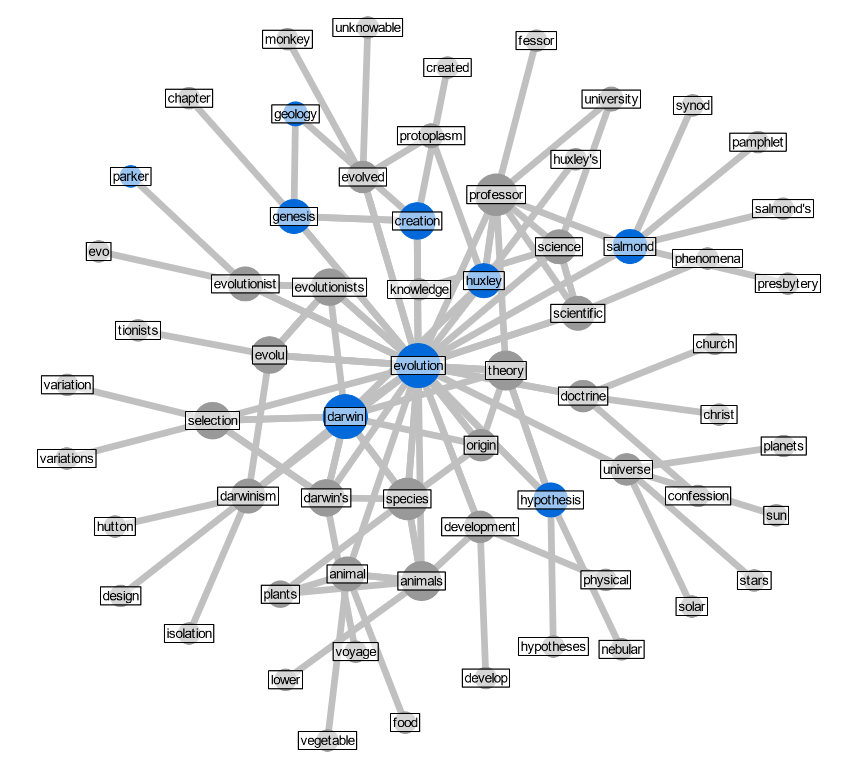 unknowable
monkey
fessor
created
chapter
university
synod
geology
protoplasm
pamphlet
huxley's
parker
evolved
professor
salmond's
genesis
creation
salmond
science
evo
phenomena
evolutionist
evolutionists
knowledge
huxley
presbytery
scientific
tionists
church
evolu
evolution
theory
variation
doctrine
christ
selection
darwin
origin
planets
variations
universe
darwinism
darwin's
species
hypothesis
confession
sun
hutton
development
animal
animals
physical
stars
design
plants
solar
isolation
voyage
hypotheses
nebular
lower
develop
food
vegetable